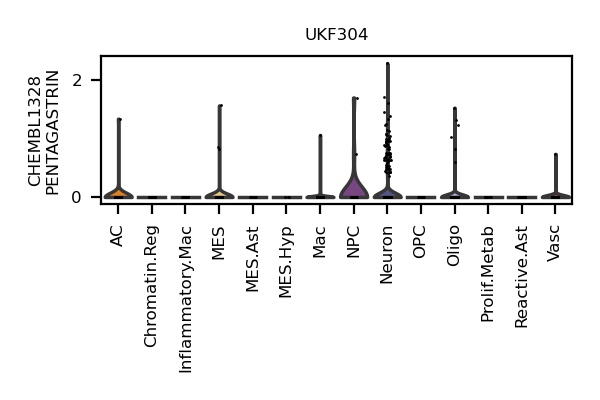 UKF304
CHEMBL1328
PENTAGASTRIN
2
0
AC
Chromatin.Reg
Inflammatory.Mac
MES
MES.Ast
MES.Hyp
Mac
NPC
Neuron
OPC
Oligo
Prolif.Metab
Reactive.Ast
Vasc